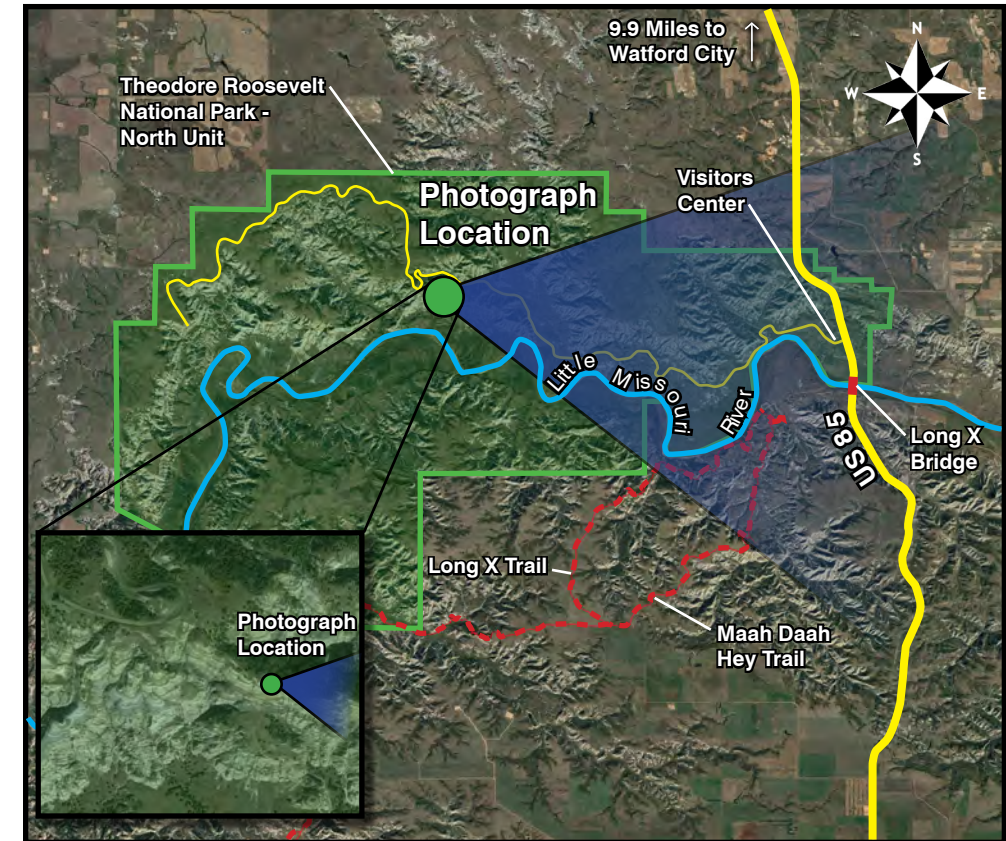 9.9 Miles to
Watford City
N
W
E
S
Theodore Roosevelt
National Park -
North Unit
Visitors
Center
Photograph
Location
Little Missouri River
US 85
Long X
Bridge
Long X Trail
Maah Daah
Hey Trail
Photograph
Location